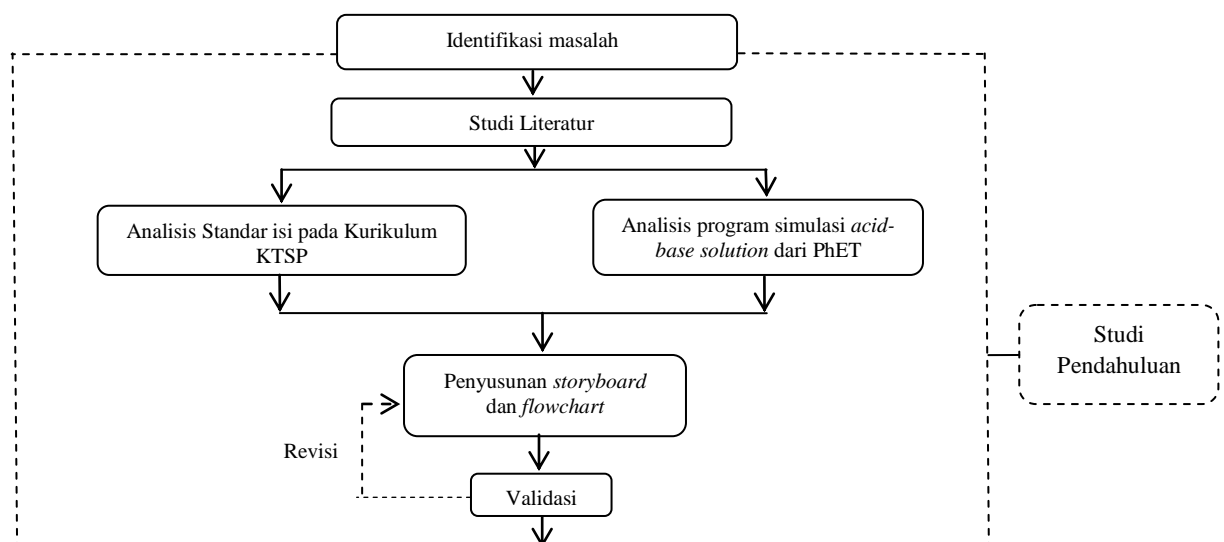 Identifikasi masalah
Studi Literatur
Analisis Standar isi pada Kurikulum
KTSP
Analisis program simulasi acid-
base solution dari PhET
Studi
Pendahuluan
Penyusunan storyboard
dan flowchart
Revisi
Validasi